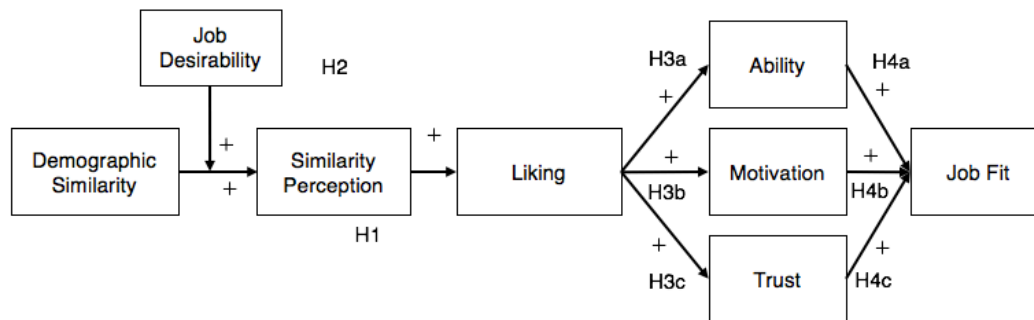 Job
Desirability
H2
+
Demographic
Similarity
+
Similarity
Perception
H1
+
Liking
H3a
+
+
H3b
+
H3c
Ability
Motivation
Trust
H4a
+
+
H4b
+
H4c
Job Fit